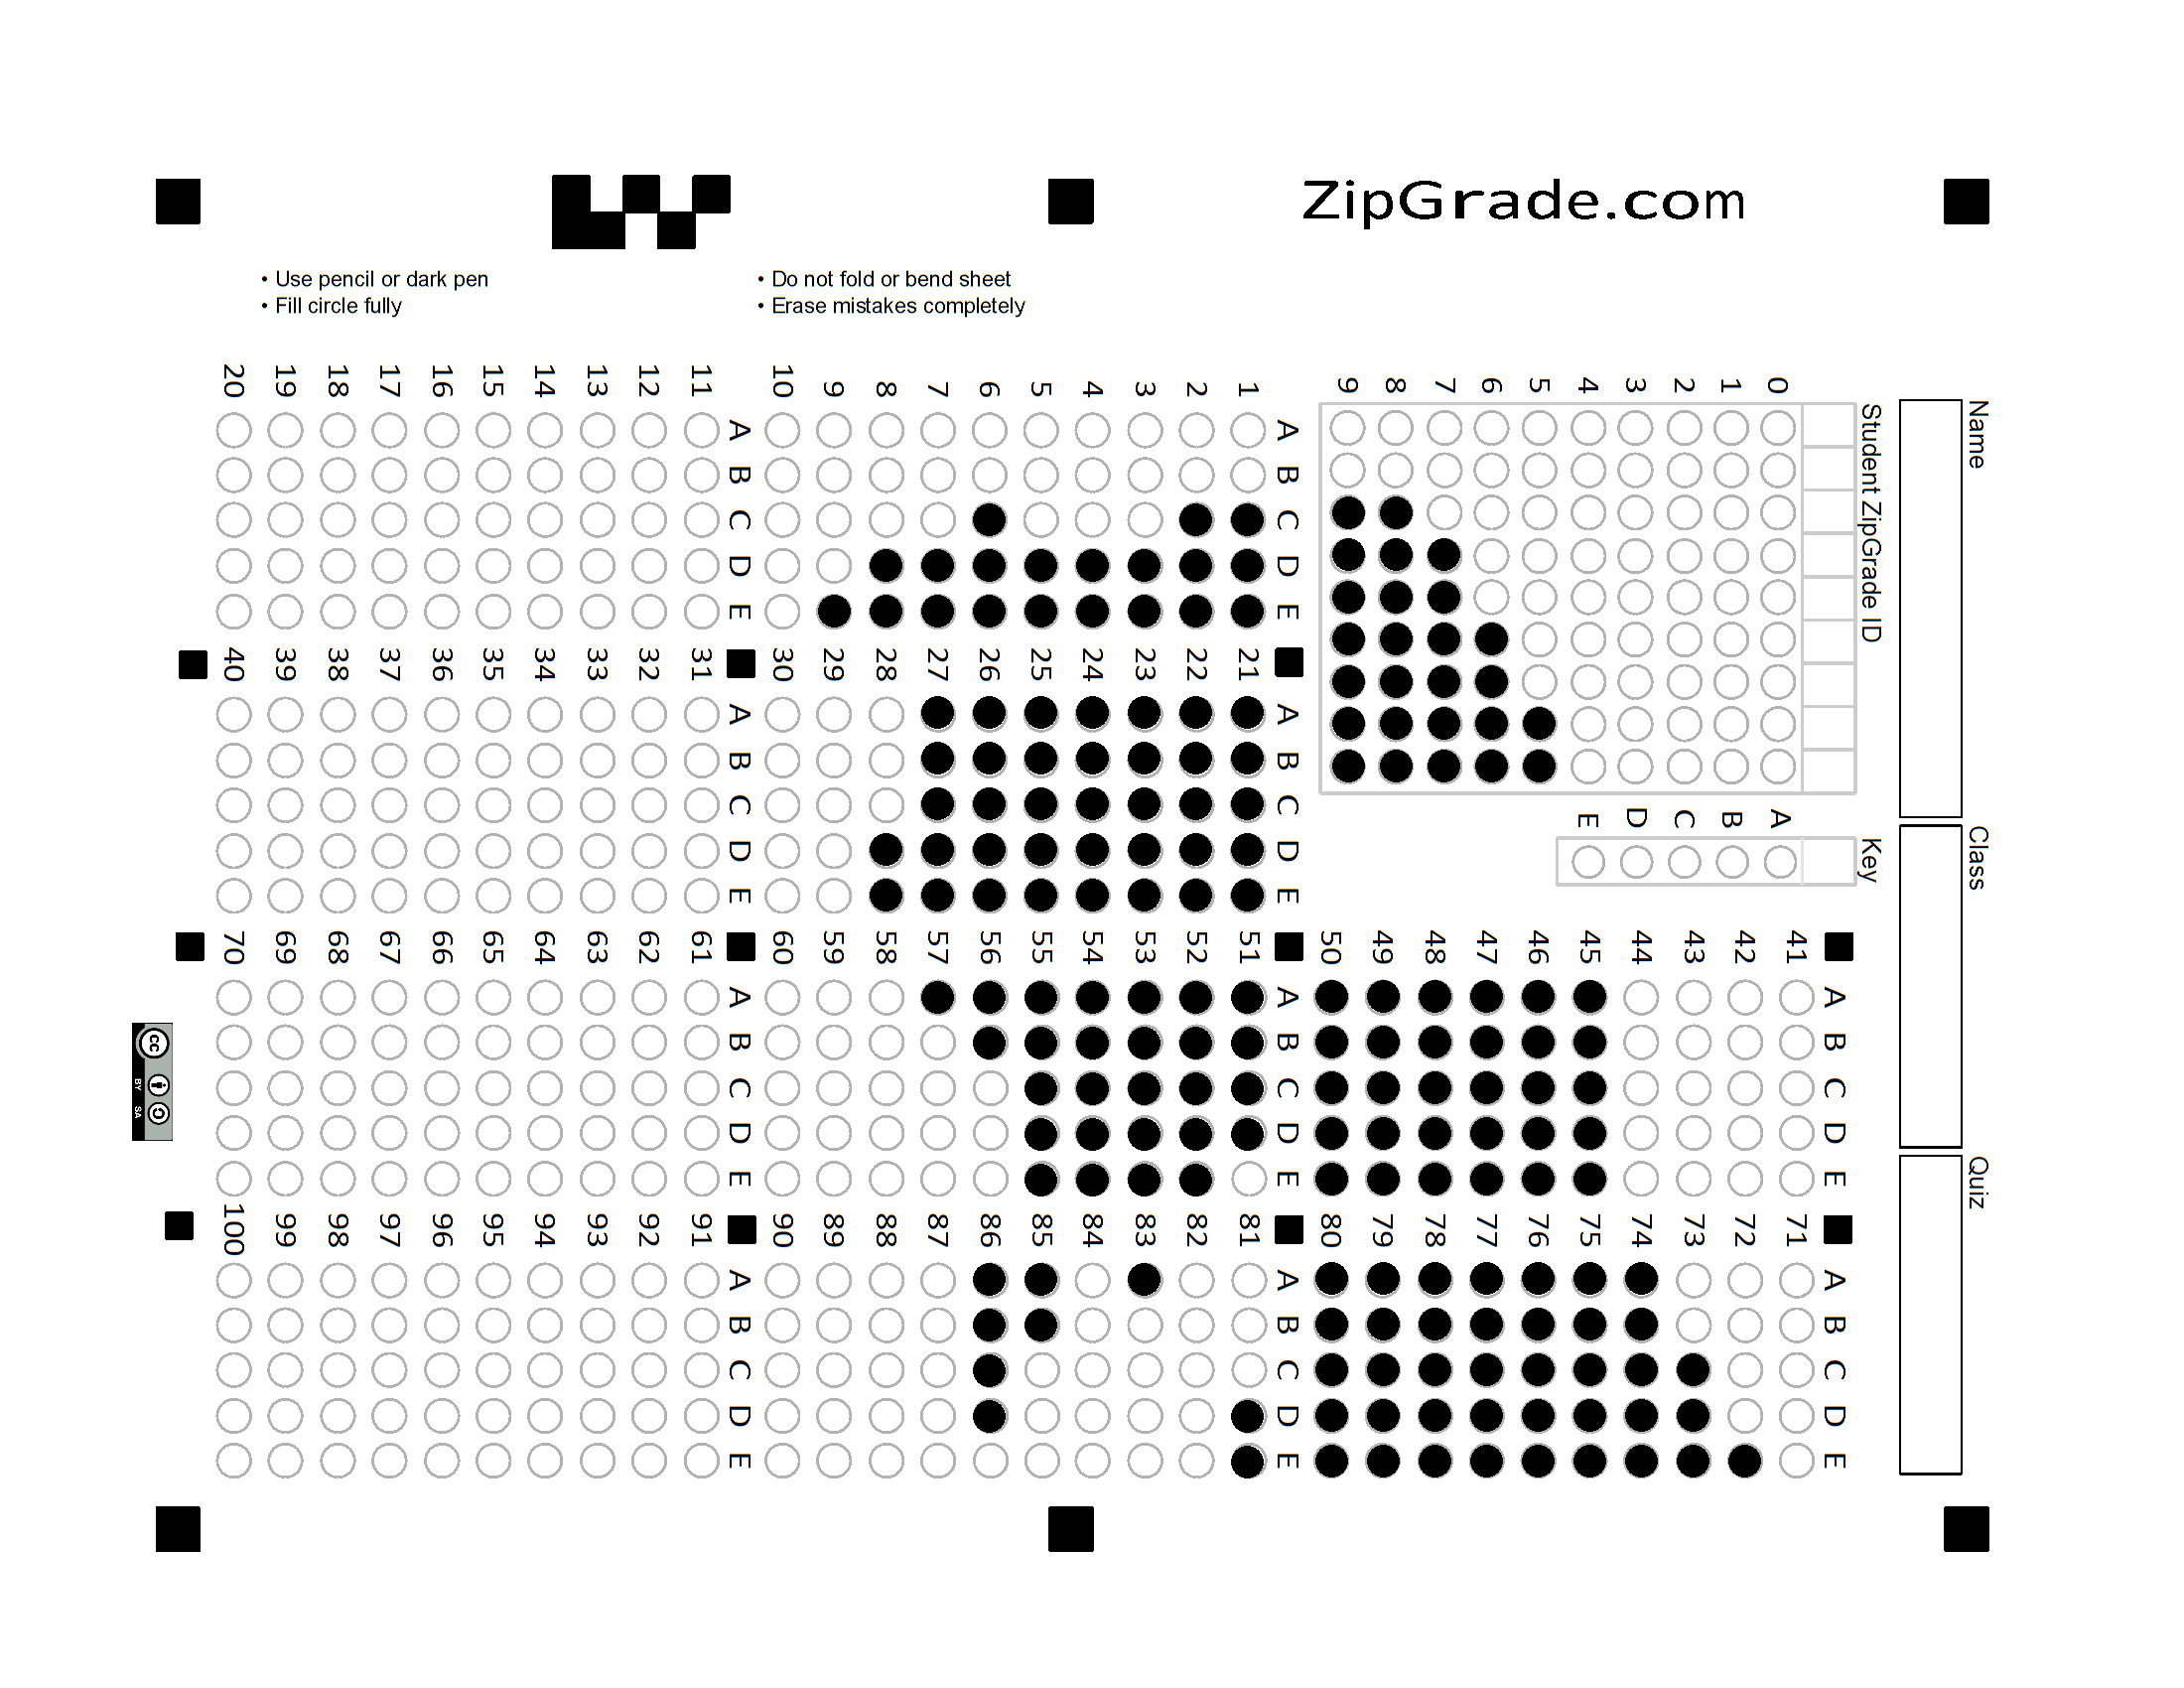 ZipGrade.com
• Use pencil or dark pen
• Fill circle fully
• Do not fold or bend sheet
• Erase mistakes completely
Name
Class
Quiz
Student ZipGrade ID
0 1 2 3 4 5 6 7 8 9
Key
A B C D E
1 2 3 4 5 6 7 8 9 10
A B C D E
11 12 13 14 15 16 17 18 19 20
A B C D E
21 22 23 24 25 26 27 28 29 30
A B C D E
31 32 33 34 35 36 37 38 39 40
A B C D E
41 42 43 44 45 46 47 48 49 50
A B C D E
51 52 53 54 55 56 57 58 59 60
A B C D E
61 62 63 64 65 66 67 68 69 70
A B C D E
71 72 73 74 75 76 77 78 79 80
A B C D E
81 82 83 84 85 86 87 88 89 90
A B C D E
91 92 93 94 95 96 97 98 99 100
A B C D E
cc
BY SA